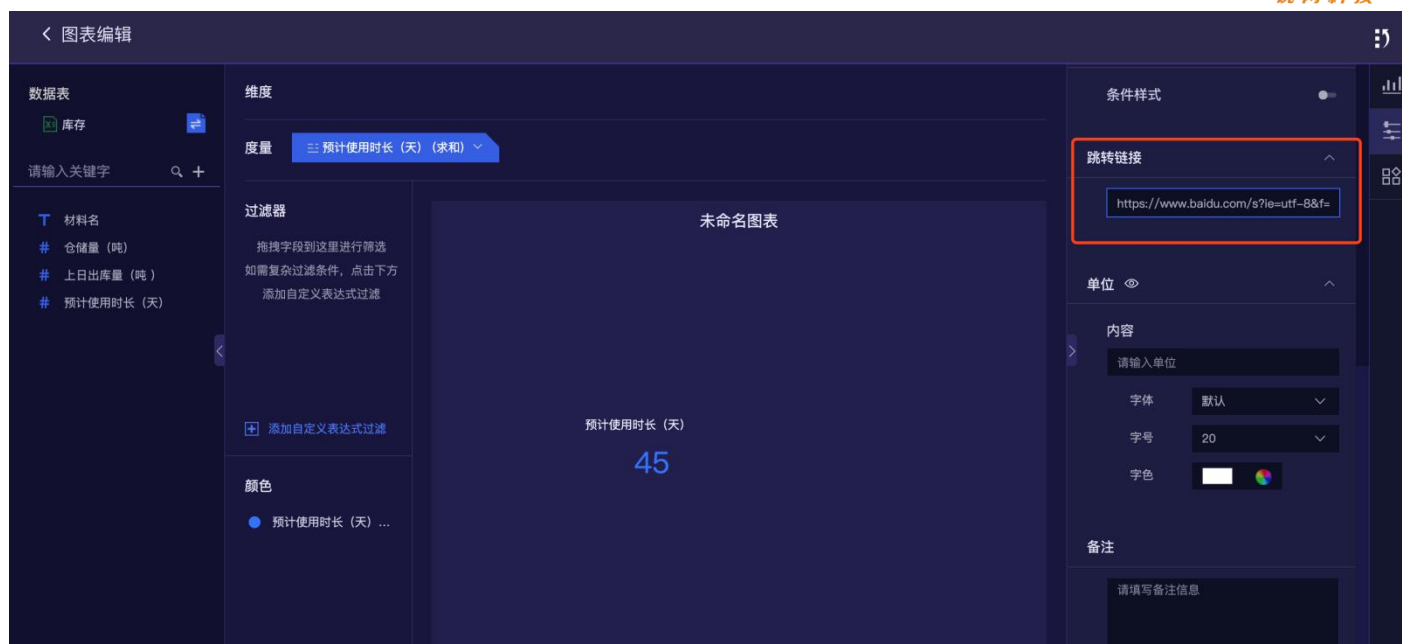 图表编辑
数据表
库存
请输入关键字
材料名
仓储量（吨）
上日出库量（吨 ）
预计使用时长（天）
维度
度量
预计使用时长（天）(求和)
过滤器
拖拽字段到这里进行筛选
如需复杂过滤条件，点击下方
添加自定义表达式过滤
添加自定义表达式过滤
颜色
预计使用时长（天）...
未命名图表
预计使用时长（天）
45
条件样式
跳转链接
https://www.baidu.com/s?ie=utf-8&f=
单位
内容
请输入单位
字体
默认
字号
20
字色
备注
请填写备注信息